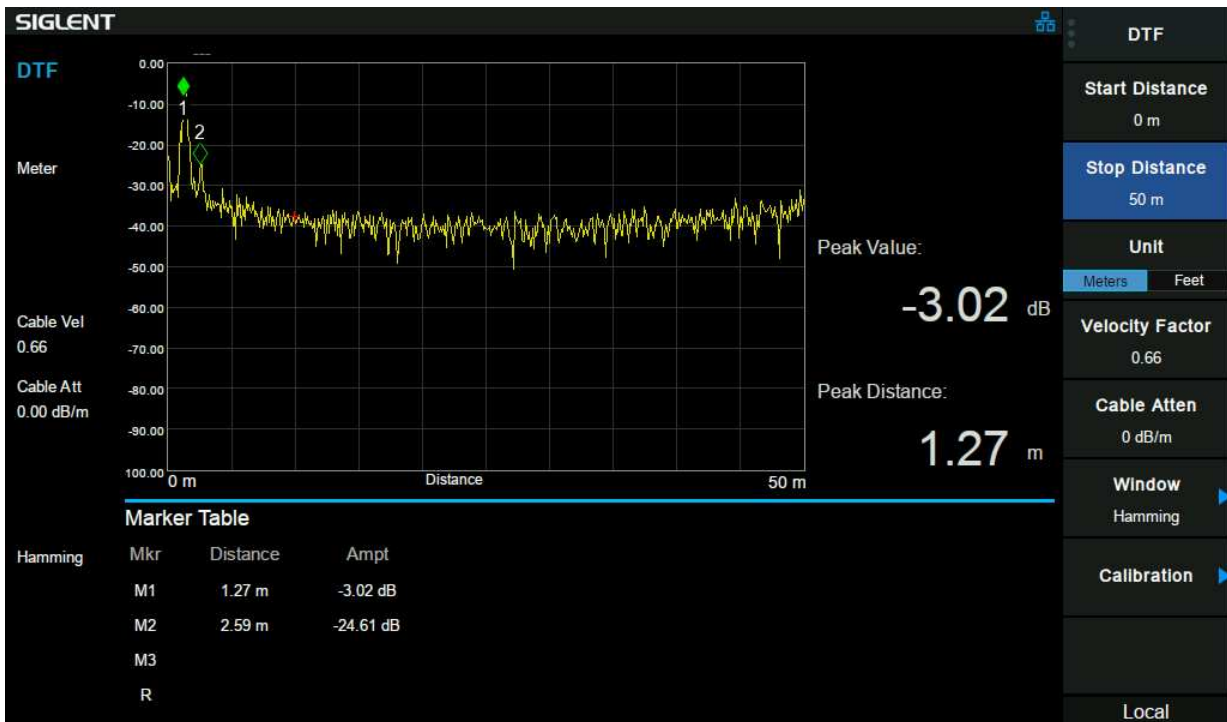 SIGLENT
DTF
Meter
Cable Vel
0.66
Cable Att
0.00 dB/m
Hamming
---
0.00
-10.00
-20.00
-30.00
-40.00
-50.00
-60.00
-70.00
-80.00
-90.00
100.00
1
2
0 m
Distance
50 m
Peak Value:
-3.02 dB
Peak Distance:
1.27 m
Marker Table
Mkr Distance Ampt
M1 1.27 m -3.02 dB
M2 2.59 m -24.61 dB
M3
R
DTF
Start Distance
0 m
Stop Distance
50 m
Unit
Meters Feet
Velocity Factor
0.66
Cable Atten
0 dB/m
Window
Hamming
Calibration
Local